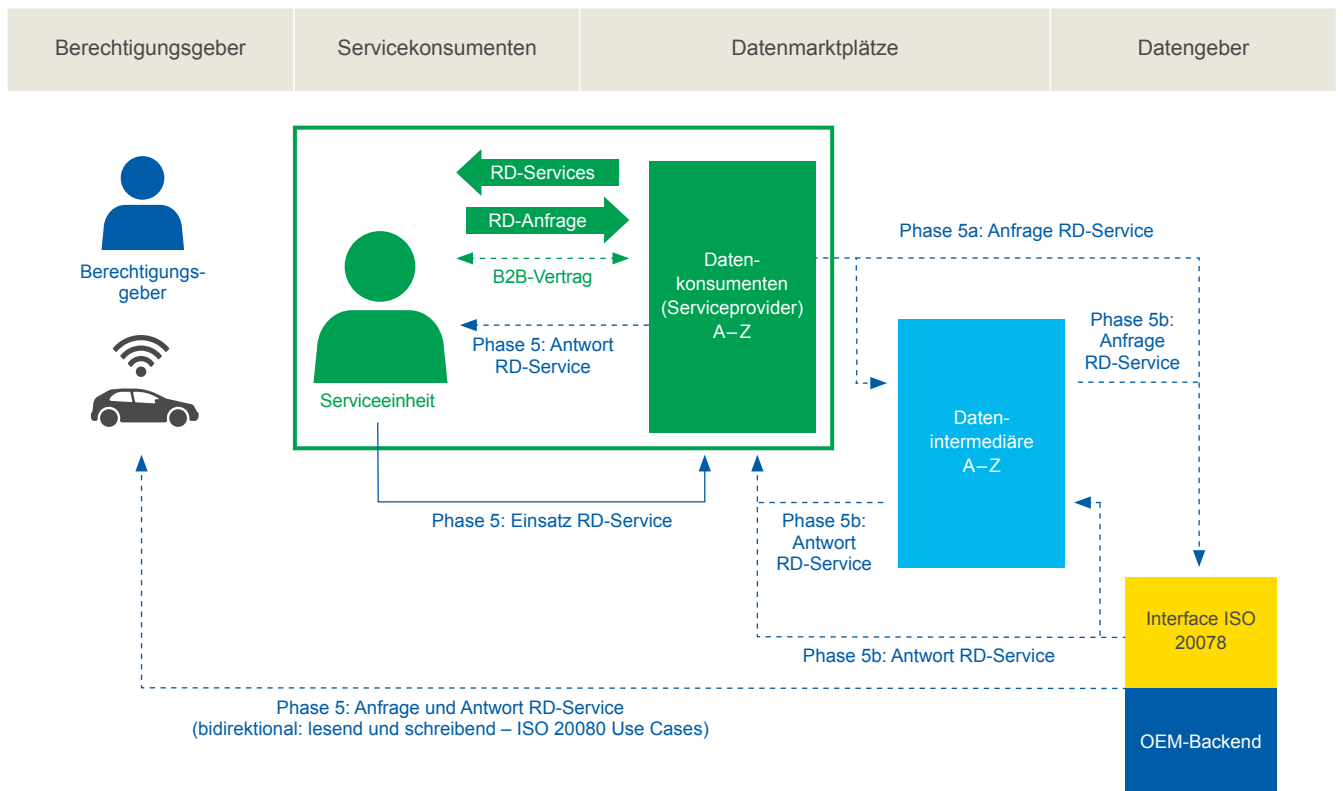 Berechtigungsgeber
Servicekonsumenten
Datenmarktplätze
Datengeber
Berechtigungs-
geber
RD-Services
RD-Anfrage
B2B-Vertrag
Phase 5: Antwort
RD-Service
Serviceeinheit
Daten-
konsumenten
(Serviceprovider)
A–Z
Phase 5: Einsatz RD-Service
Phase 5a: Anfrage RD-Service
Phase 5b:
Anfrage
RD-Service
Daten-
intermediäre
A–Z
Phase 5b:
Antwort
RD-Service
Phase 5b: Antwort RD-Service
Interface ISO
20078
OEM-Backend
Phase 5: Anfrage und Antwort RD-Service
(bidirektional: lesend und schreibend – ISO 20080 Use Cases)